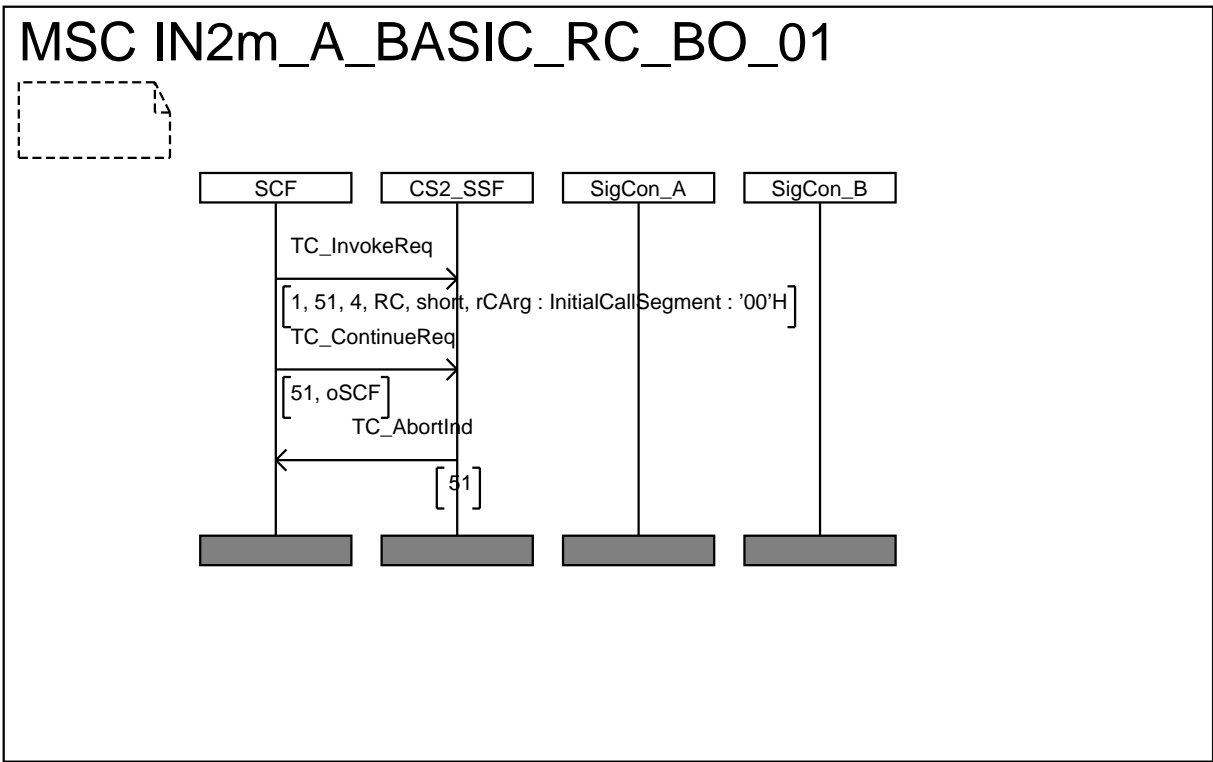 MSC IN2m_A_BASIC_RC_BO_01
SCF
CS2_SSF
SigCon_A
SigCon_B
TC_InvokeReq
1, 51, 4, RC, short, rCArg : InitialCallSegment : ’00’H
TC_ContinueReq
51, oSCF
TC_AbortInd
51